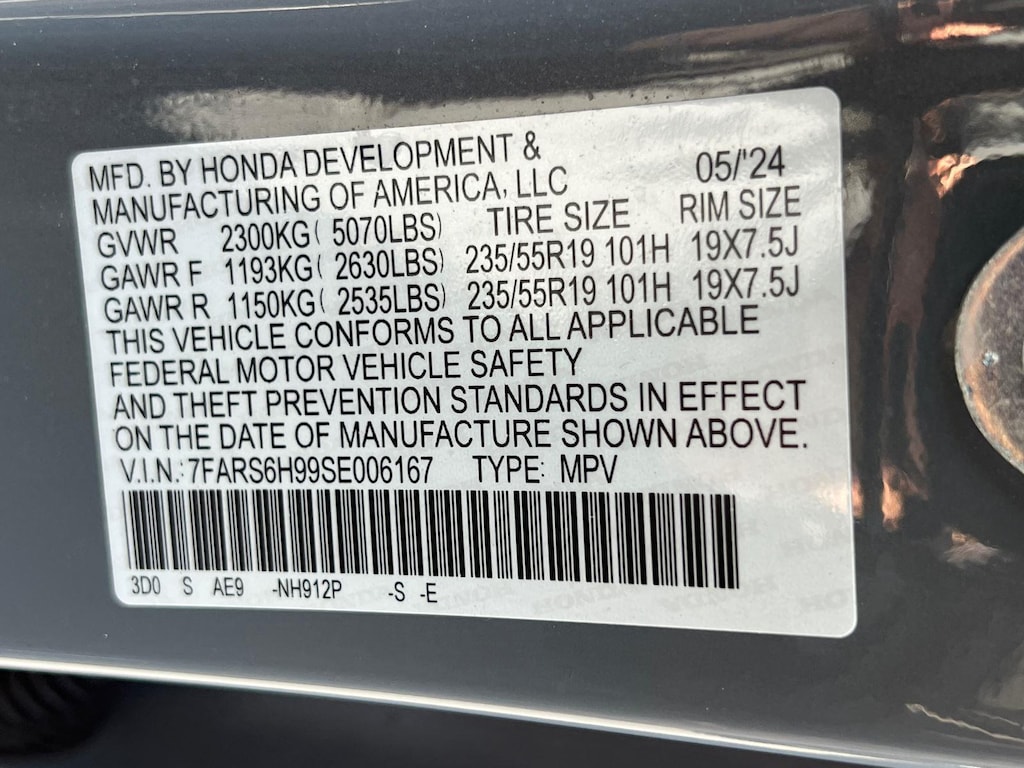 MFD. BY HONDA DEVELOPMENT &
MANUFACTURING OF AMERICA, LLC 05/'24
GVWR 2300KG( 5070LBS) TIRE SIZE RIM SIZE
GAWR F 1193KG( 2630LBS) 235/55R19 101H 19X7.5J
GAWR R 1150KG( 2535LBS) 235/55R19 101H 19X7.5J
THIS VEHICLE CONFORMS TO ALL APPLICABLE
FEDERAL MOTOR VEHICLE SAFETY
AND THEFT PREVENTION STANDARDS IN EFFECT
ON THE DATE OF MANUFACTURE SHOWN ABOVE.
V.I.N.: 7FARS6H99SE006167 TYPE: MPV
3D0 S AE9 -NH912P -S -E